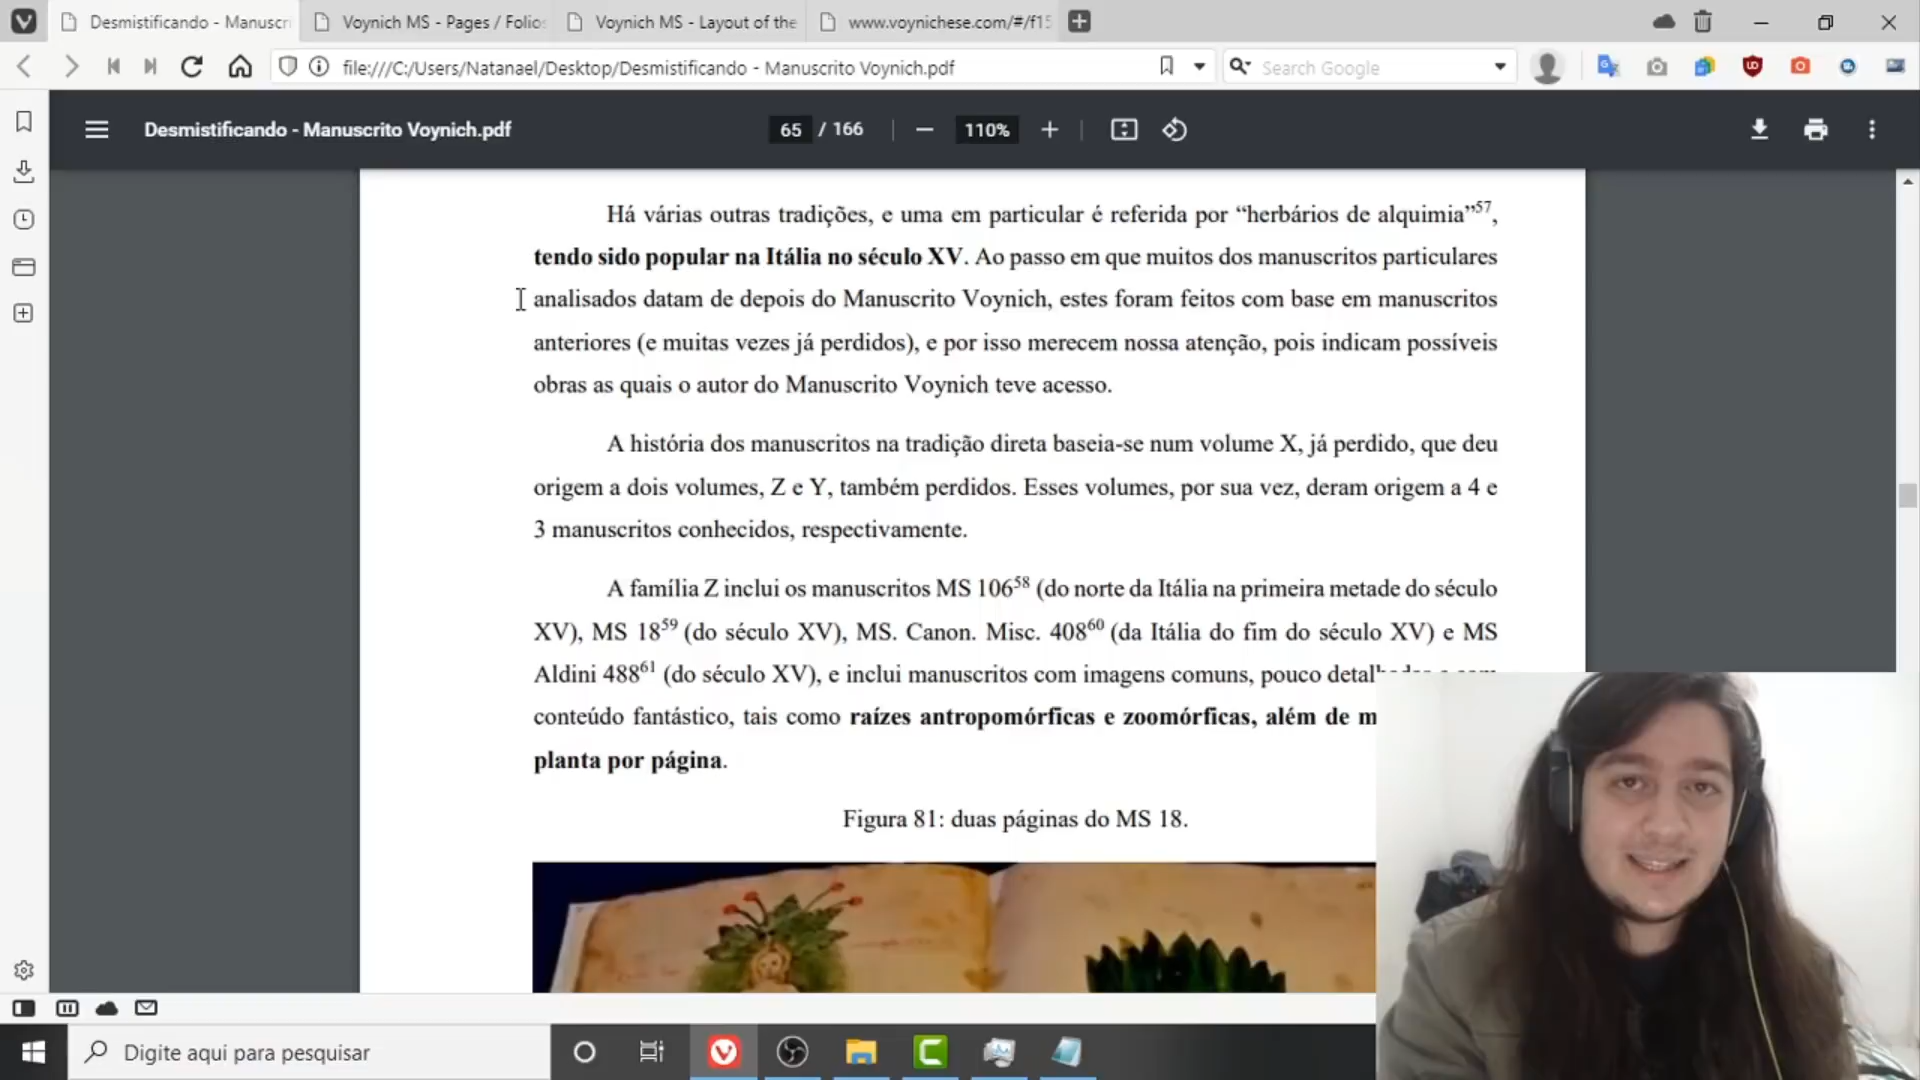 Desmistificando - Manuscri
Voynich MS - Pages / Folios
Voynich MS - Layout of the
www.voynichese.com/#/f15
file:///C:/Users/Natanael/Desktop/Desmistificando - Manuscrito Voynich.pdf
Search Google
Desmistificando - Manuscrito Voynich.pdf
65 / 166
110%
Há várias outras tradições, e uma em particular é referida por “herbários de alquimia”57,
tendo sido popular na Itália no século XV. Ao passo em que muitos dos manuscritos particulares
analisados datam de depois do Manuscrito Voynich, estes foram feitos com base em manuscritos
anteriores (e muitas vezes já perdidos), e por isso merecem nossa atenção, pois indicam possíveis
obras as quais o autor do Manuscrito Voynich teve acesso.
A história dos manuscritos na tradição direta baseia-se num volume X, já perdido, que deu
origem a dois volumes, Z e Y, também perdidos. Esses volumes, por sua vez, deram origem a 4 e
3 manuscritos conhecidos, respectivamente.
A família Z inclui os manuscritos MS 10658 (do norte da Itália na primeira metade do século
XV), MS 1859 (do século XV), MS. Canon. Misc. 40860 (da Itália do fim do século XV) e MS
Aldini 48861 (do século XV), e inclui manuscritos com imagens comuns, pouco
conteúdo fantástico, tais como raízes antropomórficas e zoomórficas, além de
planta por página.
Figura 81: duas páginas do MS 18.
Digite aqui para pesquisar